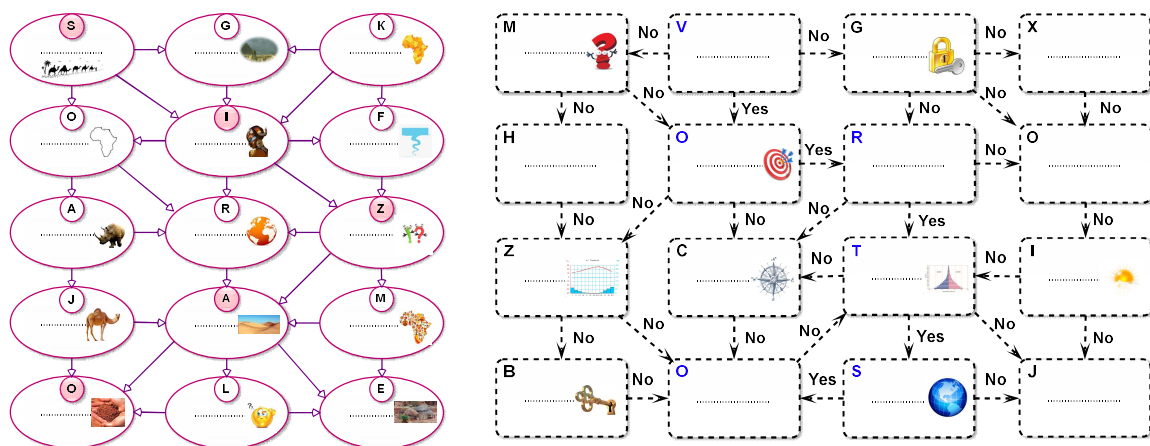 S G K
O I F
A R Z
J A M
O L E
M No V No G No X
No No Yes No No No
H O Yes R No O
No No No No Yes No
Z C No T No I
No No No No Yes No
B No O Yes S No J